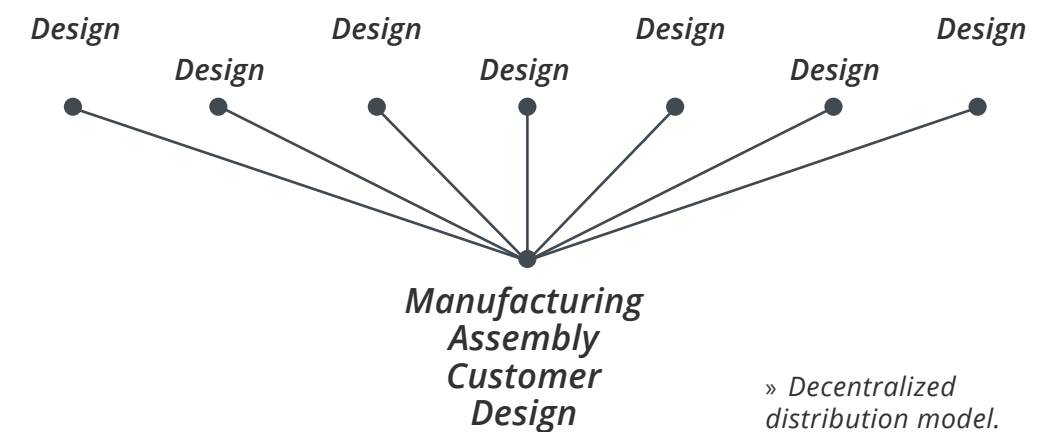 Design Design Design Design
Design Design Design
Manufacturing
Assembly
Customer
Design
» Decentralized
distribution model.